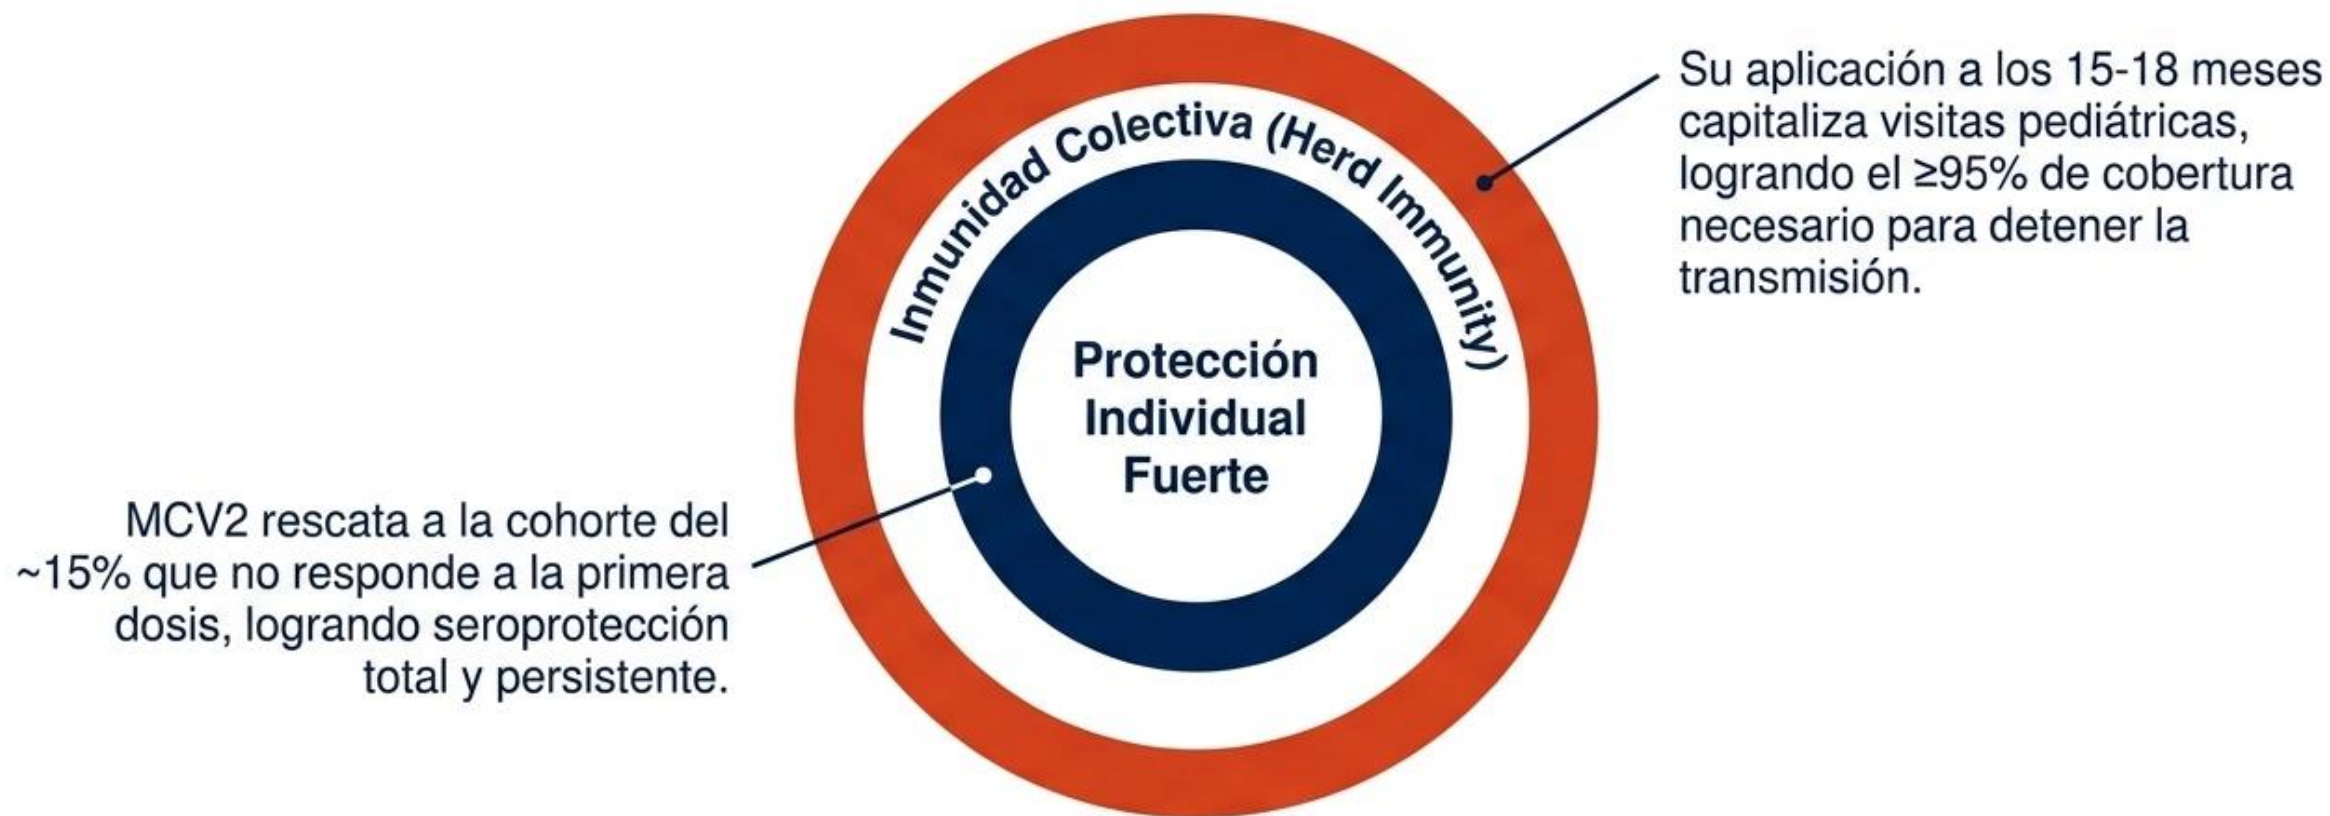 Su aplicación a los 15-18 meses
capitaliza visitas pediátricas,
logrando el ≥95% de cobertura
necesario para detener la
transmisión.
Inmunidad Colectiva (Herd Immunity)
Protección
Individual
Fuerte
MCV2 rescata a la cohorte del
~15% que no responde a la primera
dosis, logrando seroprotección
total y persistente.